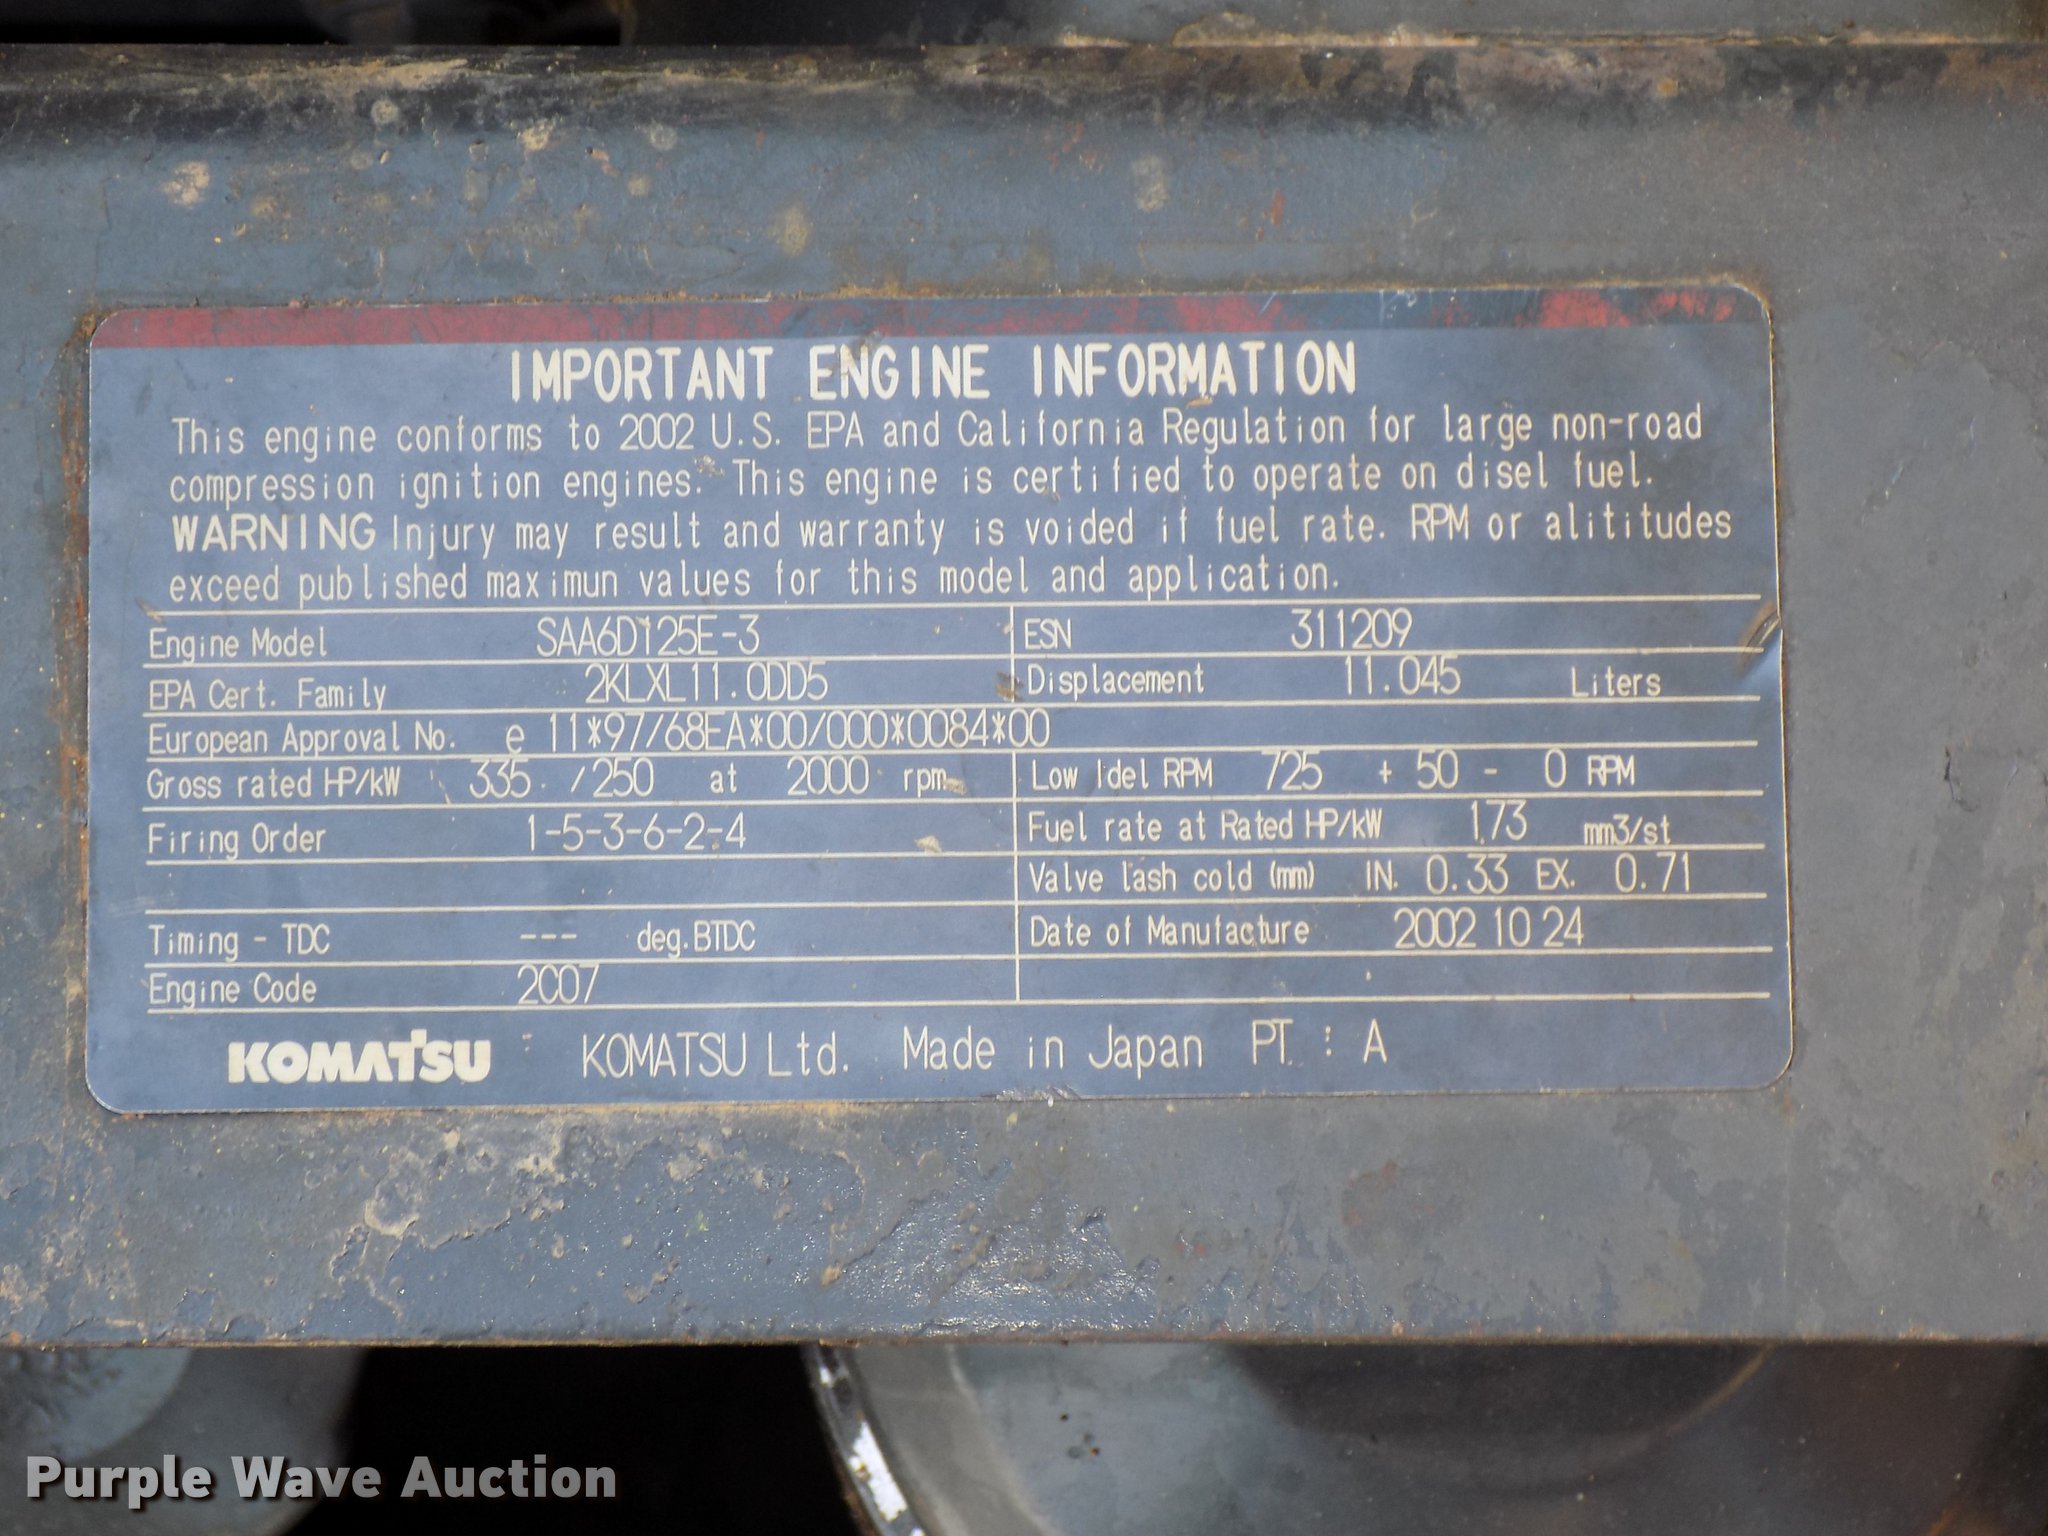 IMPORTANT ENGINE INFORMATION
This engine conforms to 2002 U.S. EPA and California Regulation for large non-road
compression ignition engines. This engine is certified to operate on disel fuel.
WARNING Injury may result and warranty is voided if fuel rate. RPM or alititudes
exceed published maximun values for this model and application.
Engine Model SAA6D125E-3 ESN 311209
EPA Cert. Family 2KLXL11.0DD5 Displacement 11.045 Liters
European Approval No. e 11*97/68EA*00/000*0084*00
Gross rated HP/kW 335 /250 at 2000 rpm Low Idel RPM 725 + 50 - 0 RPM
Firing Order 1-5-3-6-2-4 Fuel rate at Rated HP/kW 173 mm3/st
Valve lash cold (mm) IN. 0.33 EX. 0.71
Timing - TDC --- deg.BTDC Date of Manufacture 2002 10 24
Engine Code 2C07
KOMATSU KOMATSU Ltd. Made in Japan PT : A
Purple Wave Auction